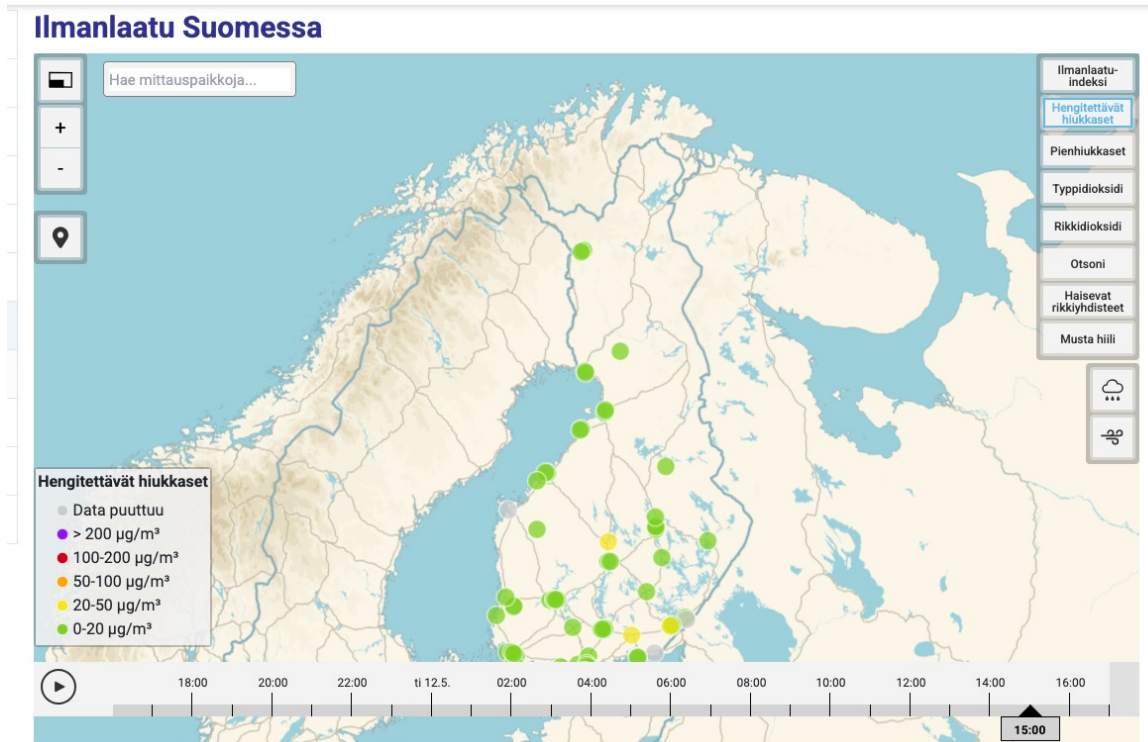 Ilmanlaatu Suomessa
Hae mittauspaikkoja...
+
-
Ilmanlaatu-
indeksi
Hengitettävät
hiukkaset
Pienhiukkaset
Typpidioksidi
Rikkidioksidi
Otsoni
Haisevat
rikkiyhdisteet
Musta hiili
Hengitettävät hiukkaset
Data puuttuu
> 200 µg/m³
100-200 µg/m³
50-100 µg/m³
20-50 µg/m³
0-20 µg/m³
18:00 20:00 22:00 ti 12.5. 02:00 04:00 06:00 08:00 10:00 12:00 14:00 16:00
15:00